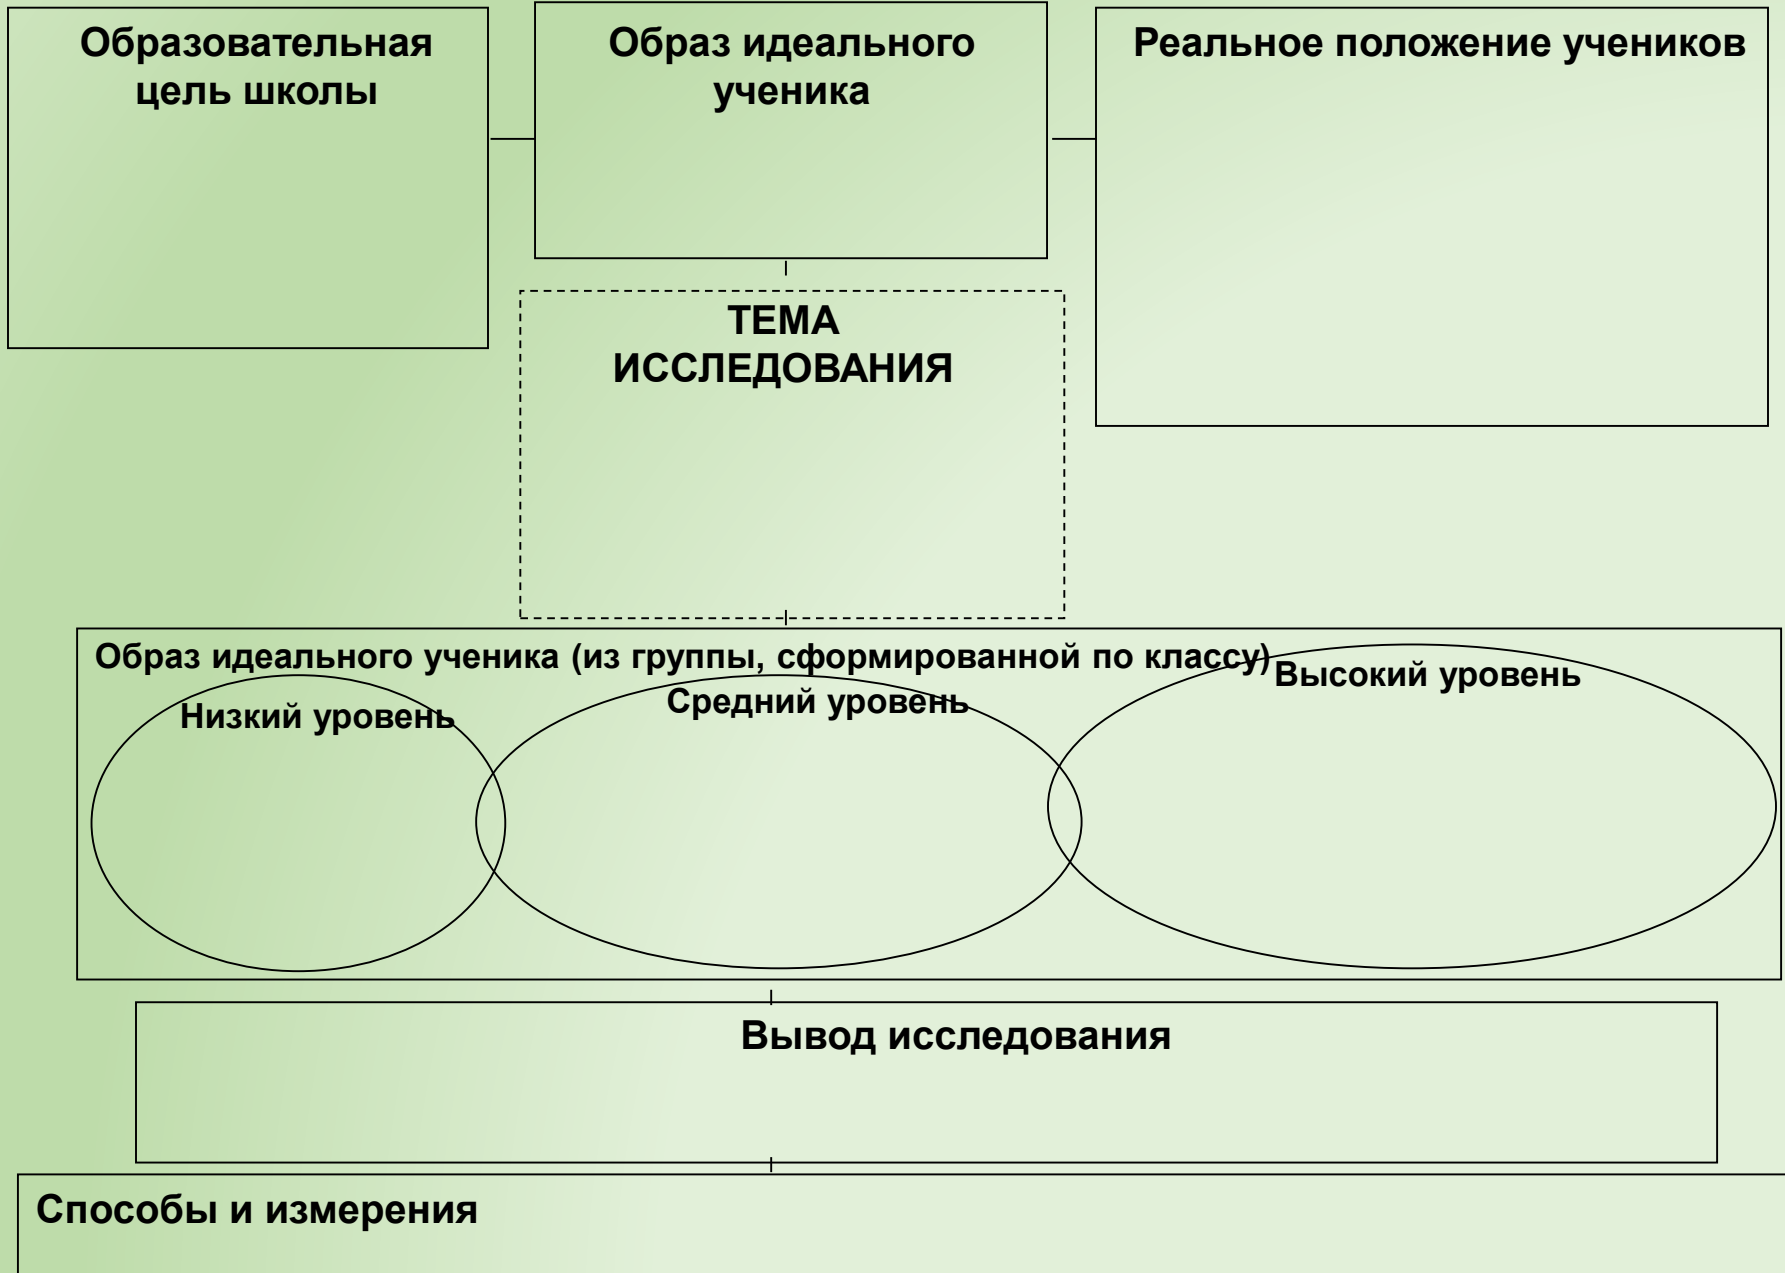 Образовательная
цель школы
Образ идеального
ученика
Реальное положение учеников
ТЕМА
ИССЛЕДОВАНИЯ
Образ идеального ученика (из группы, сформированной по классу)
Низкий уровень
Средний уровень
Высокий уровень
Вывод исследования
Способы и измерения